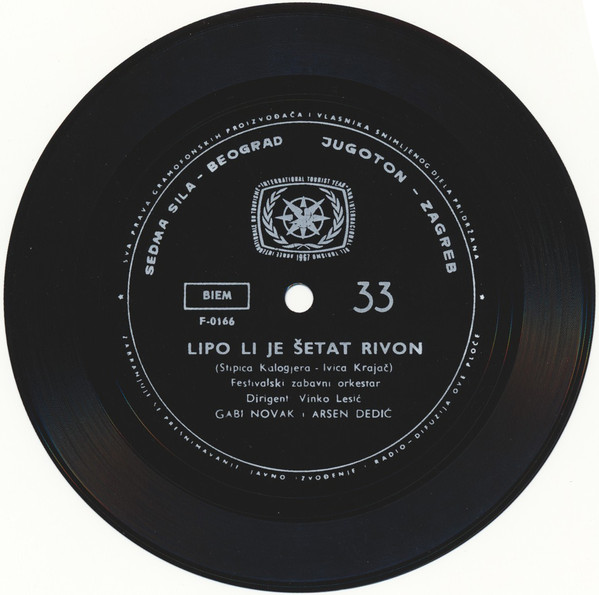 SVA PRAVA GRAMOFONSKIH PROIZVOĐAČA I VLASNIKA SNIMLJENOG DJELA PRIDRŽANA
SEDMA SILA - BEOGRAD JUGOTON - ZAGREB
INTERNATIONAL TOURIST YEAR
1967
BIEM
33
F-0166
LIPO LI JE ŠETAT RIVON
(Stipica Kalogjera - Ivica Krajač)
Festivalski zabavni orkestar
Dirigent Vinko Lesić
GABI NOVAK i ARSEN DEDIĆ
ZABRANJUJE SE PRESNIMAVANJE JAVNO IZVOĐENJE - RADIO-DIFUZIJA OVE PLOČE